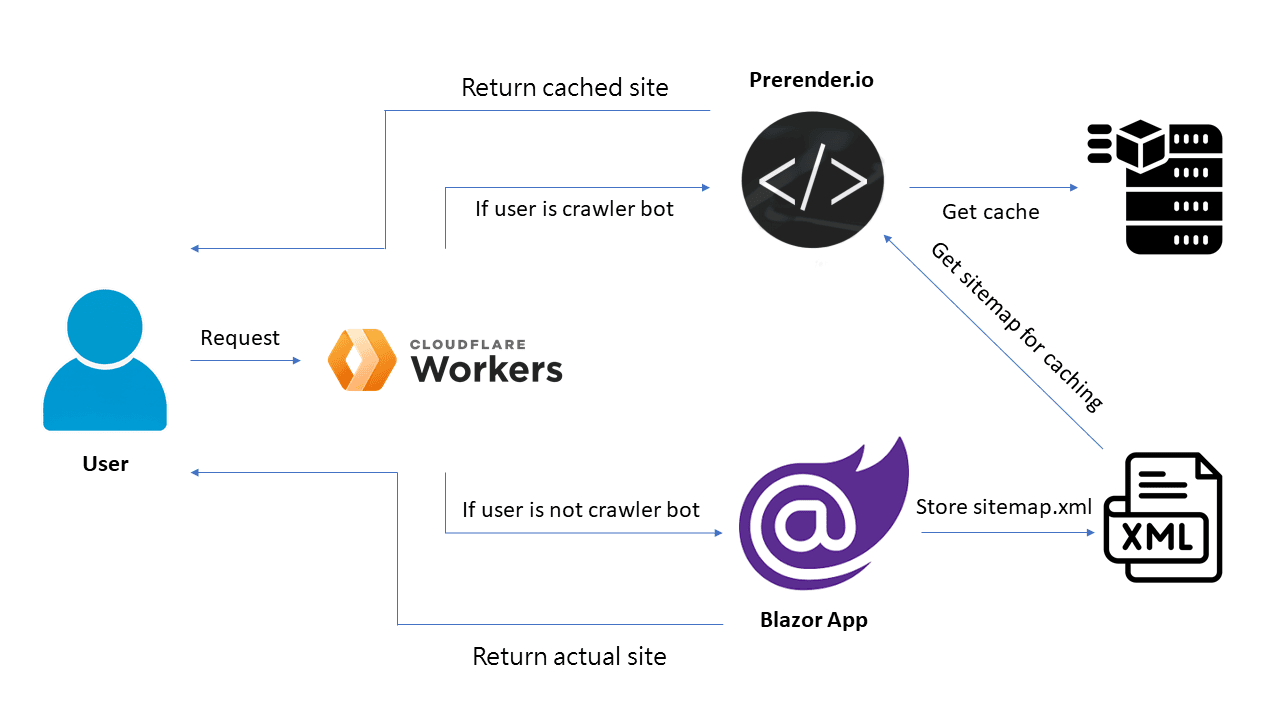 Prerender.io
Return cached site
</>
If user is crawler bot
Get cache
Get sitemap for caching
Request
CLOUDFLARE
Workers
User
If user is not crawler bot
@
Store sitemap.xml
XML
Blazor App
Return actual site